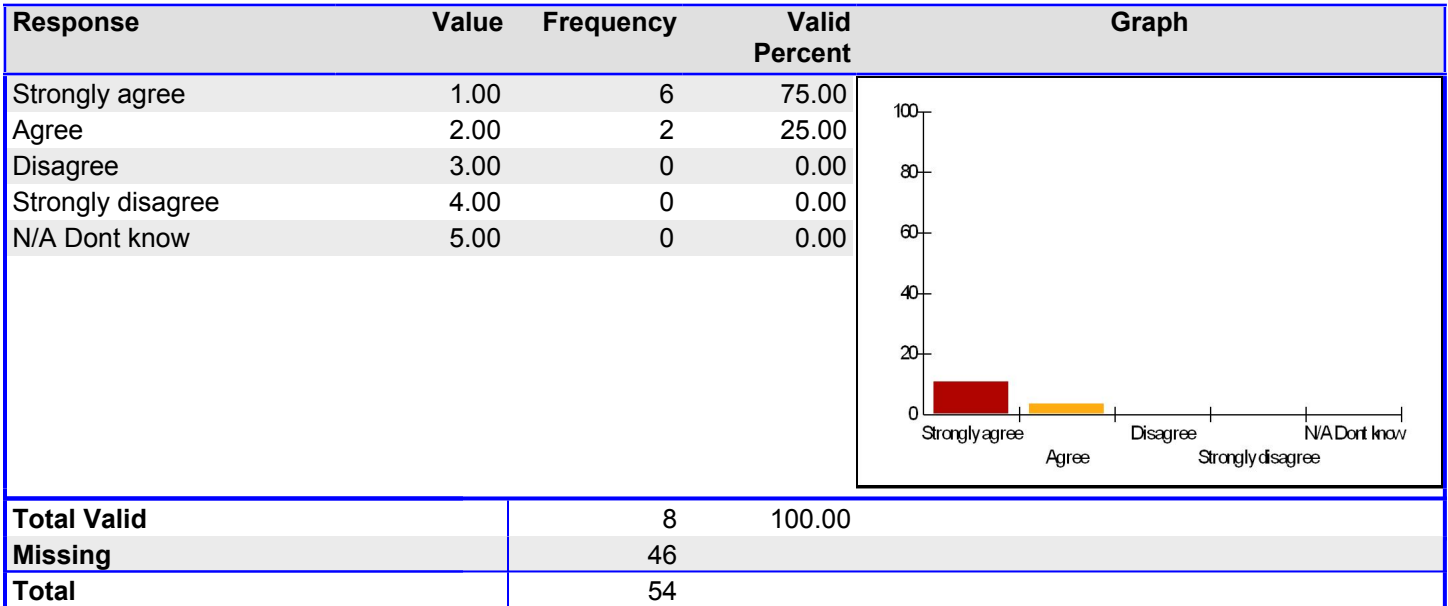 Response Value Frequency Valid Percent Graph
Strongly agree 1.00 6 75.00
Agree 2.00 2 25.00
Disagree 3.00 0 0.00
Strongly disagree 4.00 0 0.00
N/A Dont know 5.00 0 0.00
100
80
60
40
20
0
Strongly agree Disagree N/A Dont know
Agree Strongly disagree
Total Valid 8 100.00
Missing 46
Total 54